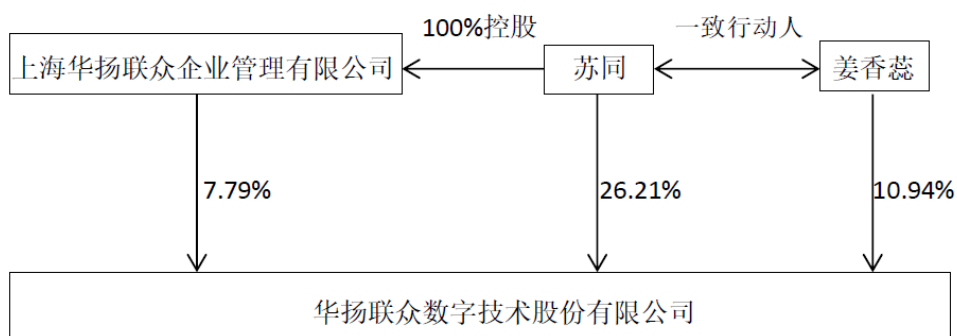 100%控股
一致行动人
上海华扬联众企业管理有限公司
苏同
姜香蕊
7.79%
26.21%
10.94%
华扬联众数字技术股份有限公司